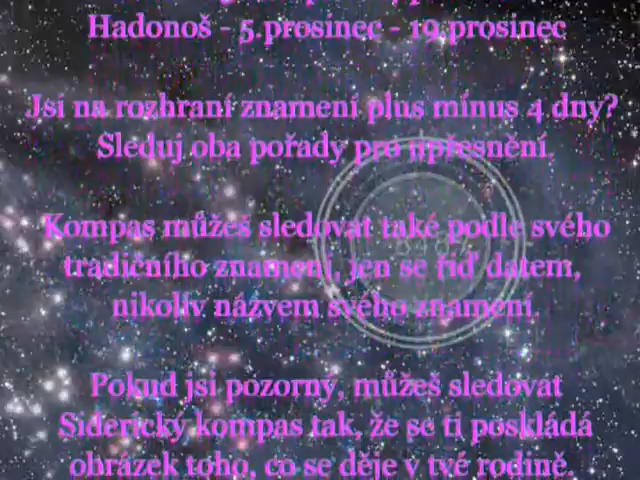 Hadonoš - 5.prosinec - 19.prosinec
Jsi na rozhraní znamení plus mínus 4 dny?
Sleduj oba pořady pro upřesnění.
Kompas můžeš sledovat také podle svého
tradičního znamení, jen se řiď datem,
nikoliv názvem svého znamení.
Pokud jsi pozorný, můžeš sledovat
Siderický kompas tak, že se ti poskládá
obrázek toho, co se děje v tvé rodině.